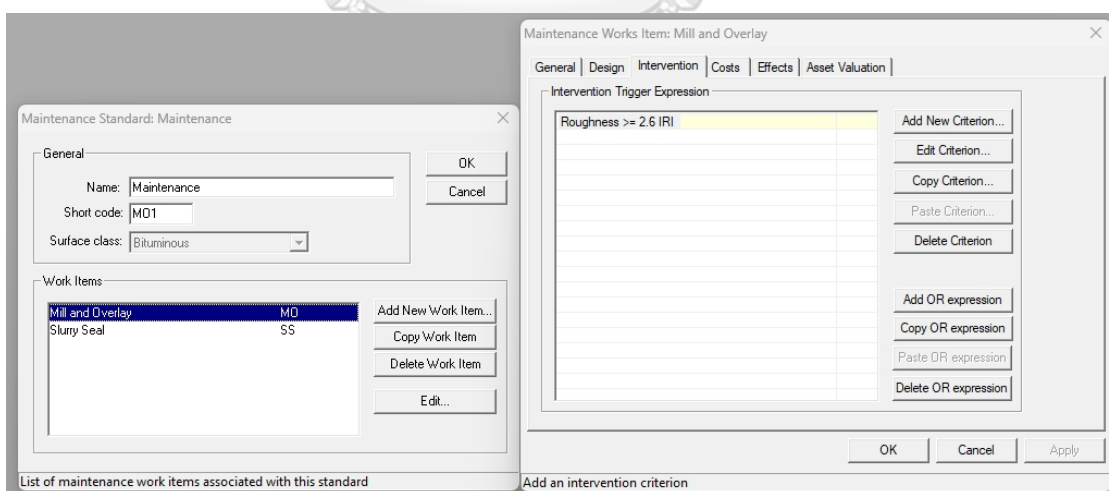 Maintenance Standard: Maintenance
General
Name: Maintenance
Short code: M01
Surface class: Bituminous
OK
Cancel
Work Items
Mill and Overlay MO
Slurry Seal SS
Add New Work Item...
Copy Work Item
Delete Work Item
Edit...
List of maintenance work items associated with this standard
Maintenance Works Item: Mill and Overlay
General Design Intervention Costs Effects Asset Valuation
Intervention Trigger Expression
Roughness >= 2.6 IRI
Add New Criterion...
Edit Criterion...
Copy Criterion...
Paste Criterion...
Delete Criterion
Add OR expression
Copy OR expression
Paste OR expression
Delete OR expression
OK Cancel Apply
Add an intervention criterion